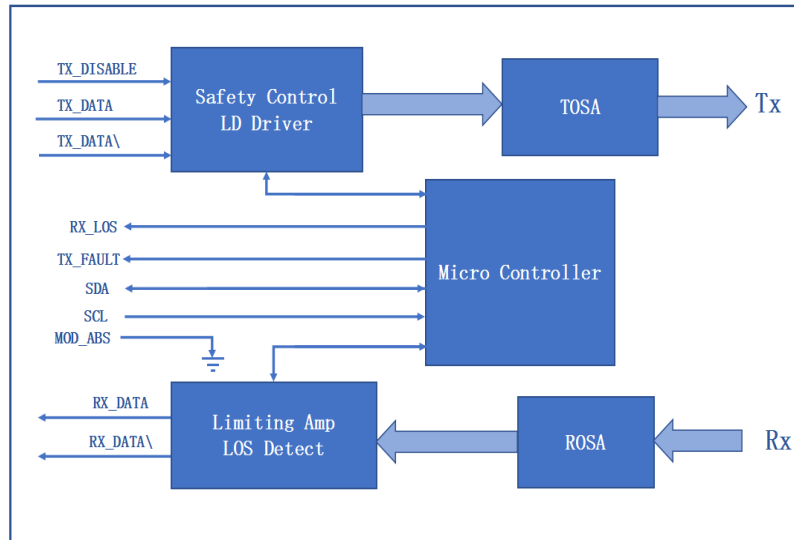 TX_DISABLE
TX_DATA
TX_DATA\
Safety Control
LD Driver
TOSA
Tx
RX_LOS
TX_FAULT
SDA
SCL
MOD_ABS
Micro Controller
RX_DATA
RX_DATA\
Limiting Amp
LOS Detect
ROSA
Rx